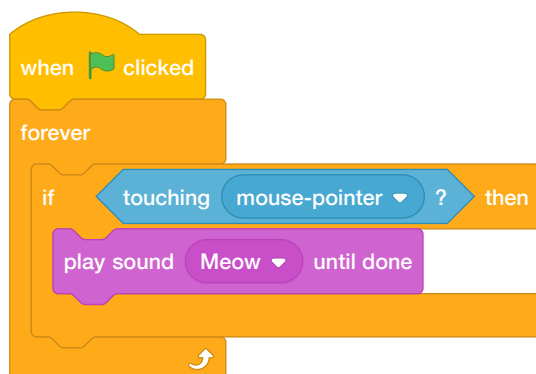 when clicked
forever
if touching mouse-pointer ? then
play sound Meow until done